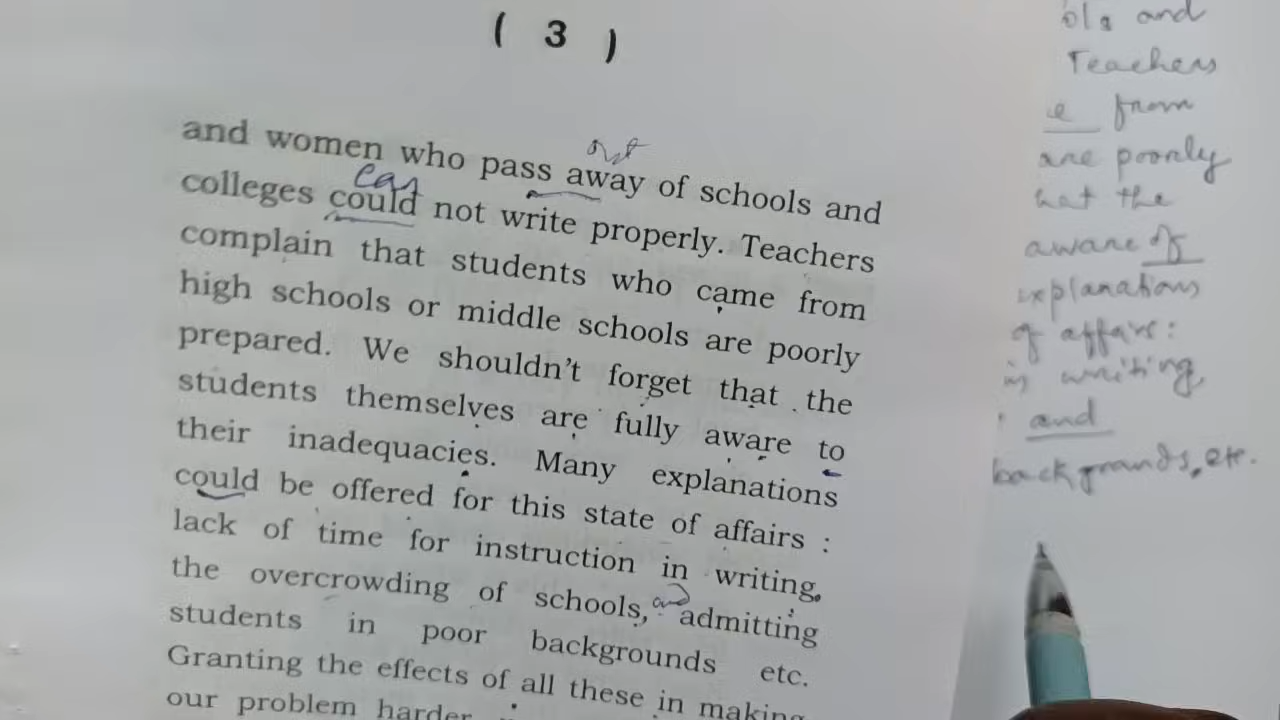 ( 3 )
and women who pass away of schools and
out
colleges could not write properly. Teachers
can
complain that students who came from
high schools or middle schools are poorly
prepared. We shouldn't forget that the
students themselves are fully aware to
their inadequacies. Many explanations
could be offered for this state of affairs :
lack of time for instruction in writing,
the overcrowding of schools, admitting
and
students in poor backgrounds etc.
Granting the effects of all these in making
our problem harder
and
Teachers
from
are poorly
the
aware of
explanations
of affairs:
in writing,
and
backgrounds, etc.